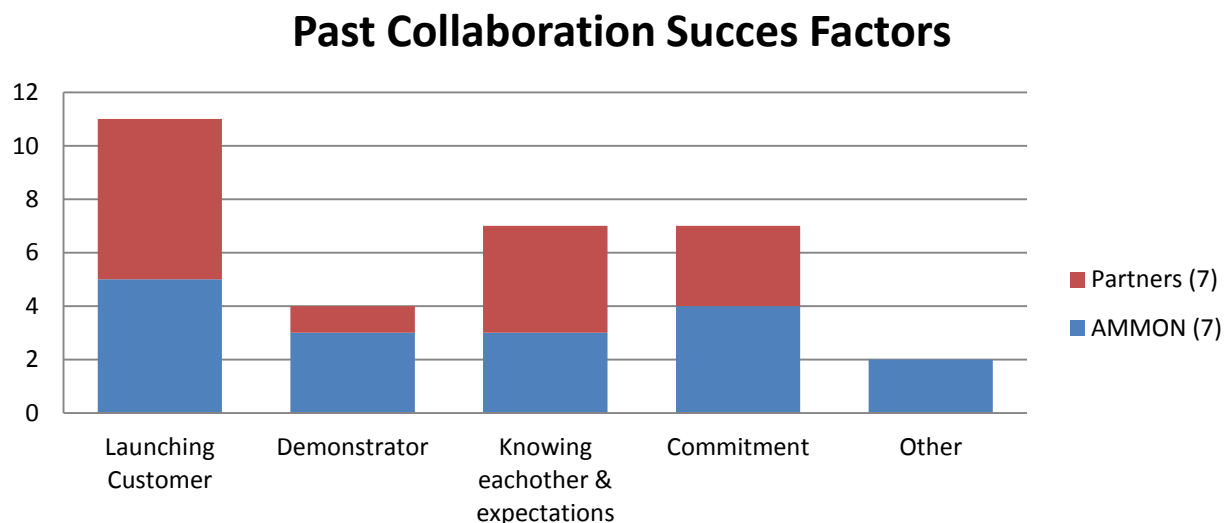 Past Collaboration Succes Factors
12
10
8
6
4
2
0
Launching
Customer
Demonstrator
Knowing
eachother &
expectations
Commitment
Other
Partners (7)
AMMON (7)